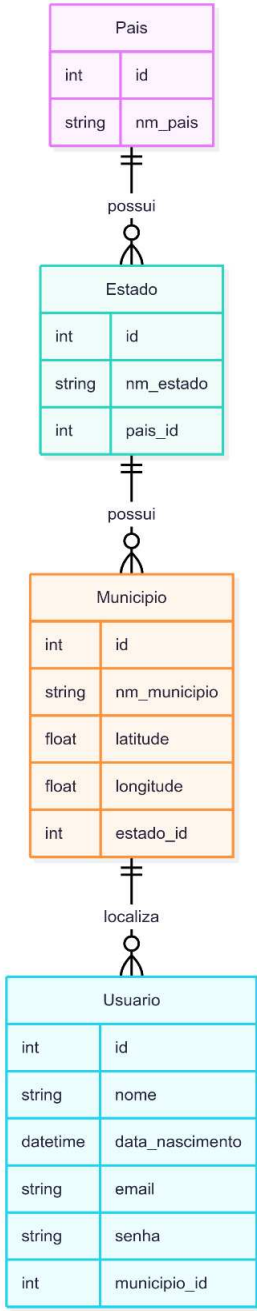 Pais
int id
string nm_pais
possui
Estado
int id
string nm_estado
int pais_id
possui
Municipio
int id
string nm_municipio
float latitude
float longitude
int estado_id
localiza
Usuario
int id
string nome
datetime data_nascimento
string email
string senha
int municipio_id